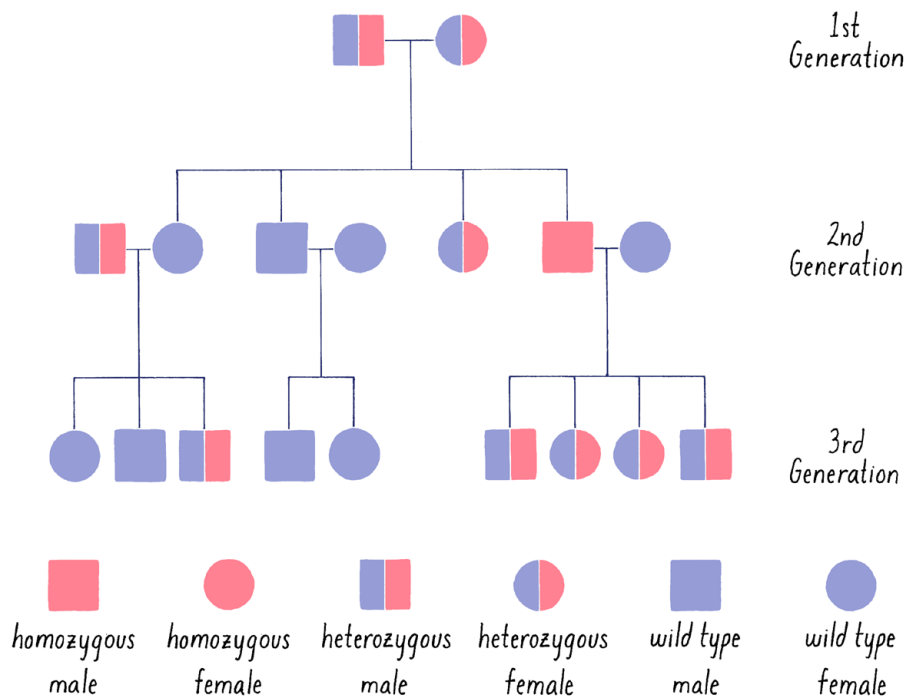 1st
Generation
2nd
Generation
3rd
Generation
homozygous
male
homozygous
female
heterozygous
male
heterozygous
female
wild type
male
wild type
female